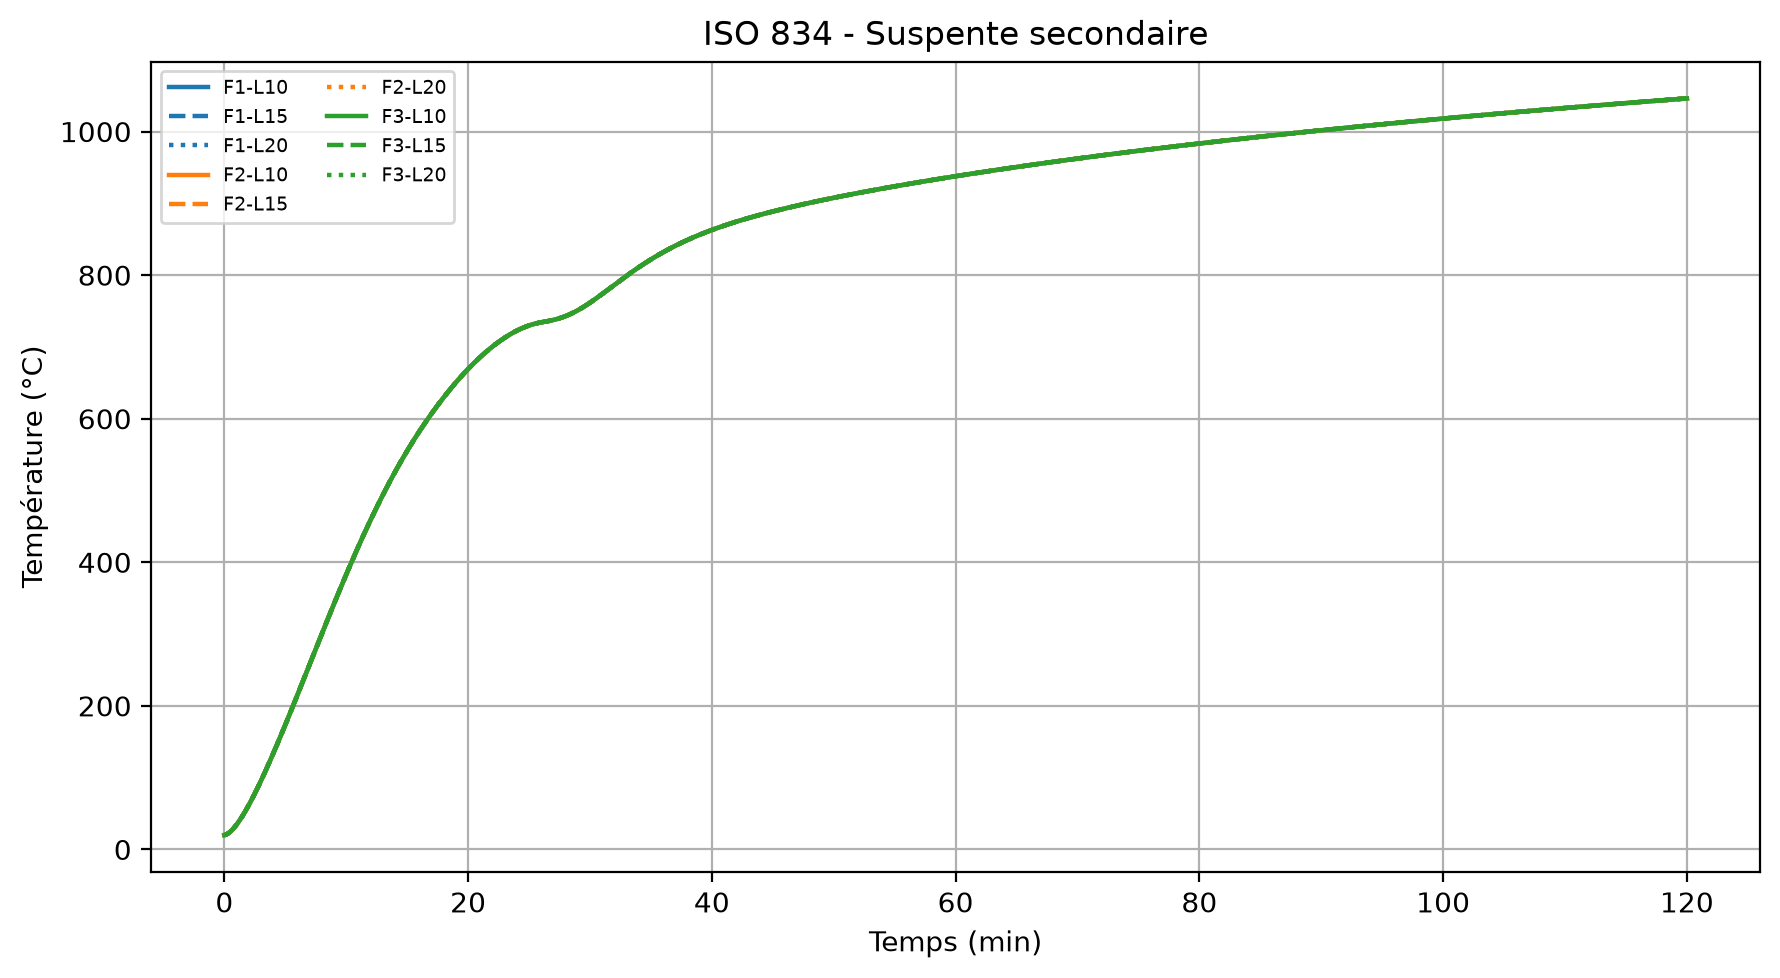 ISO 834 - Suspente secondaire
F1-L10
F1-L15
F1-L20
F2-L10
F2-L15
F2-L20
F3-L10
F3-L15
F3-L20
Température (°C)
1000
800
600
400
200
0
0 20 40 60 80 100 120
Temps (min)